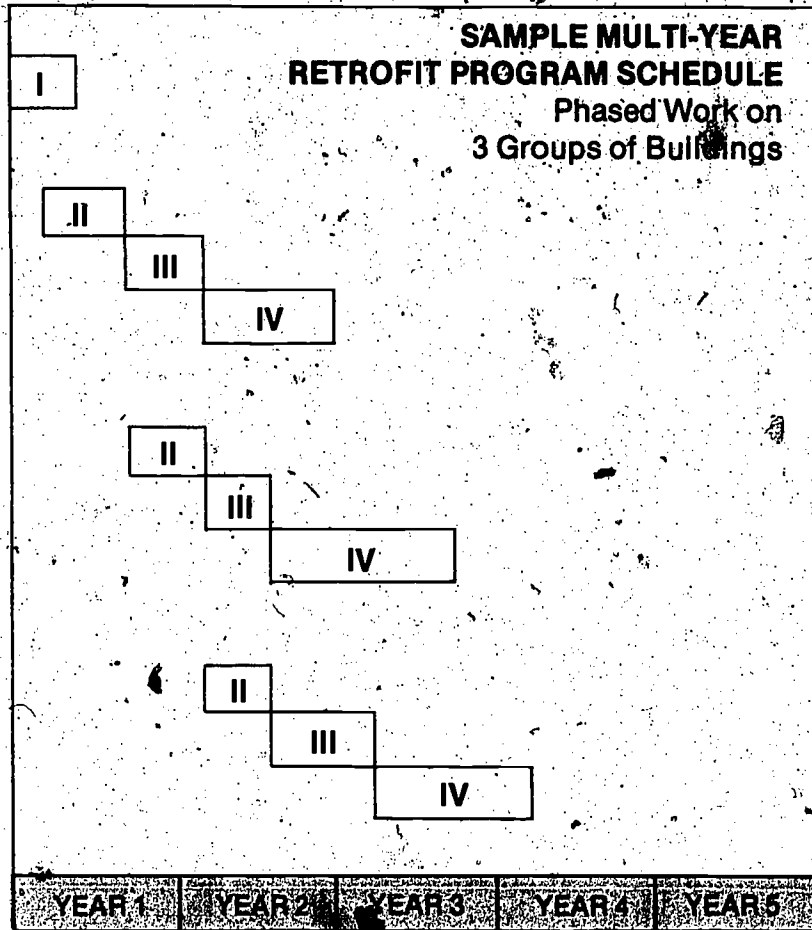 SAMPLE MULTI-YEAR
RETROFIT PROGRAM SCHEDULE
Phased Work on
3 Groups of Buildings
I
II
III
IV
II
III
IV
II
III
IV
YEAR 1 YEAR 2 YEAR 3 YEAR 4 YEAR 5